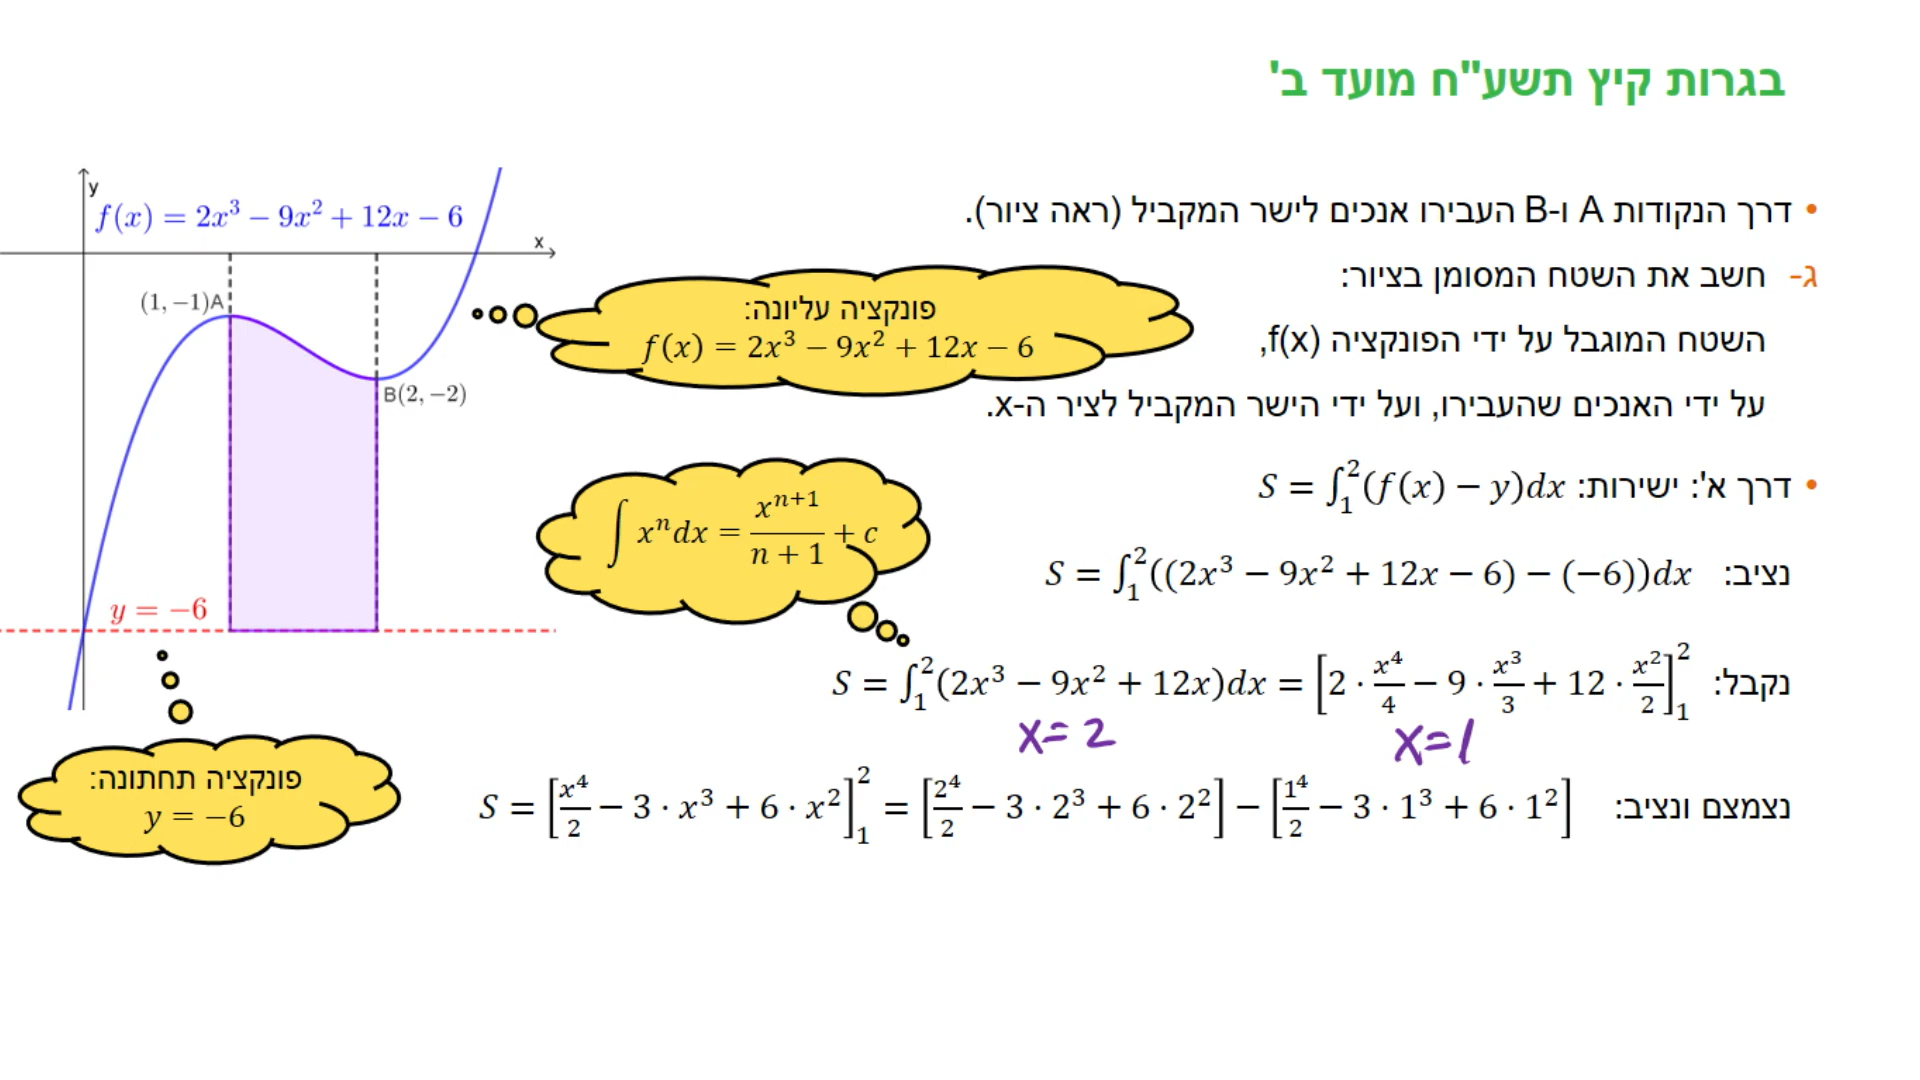 בגרות קיץ תשע"ח מועד ב'
• דרך הנקודות A ו-B העבירו אנכים לישר המקביל (ראה ציור).
ג- חשב את השטח המסומן בציור:
השטח המוגבל על ידי הפונקציה f(x),
על ידי האנכים שהעבירו, ועל ידי הישר המקביל לציר ה-x.
• דרך א': ישירות: S = ∫₁²(f(x) − y)dx
נציב: S = ∫₁²((2x³ − 9x² + 12x − 6) − (−6))dx
נקבל: S = ∫₁²(2x³ − 9x² + 12x)dx = [2 · x⁴/4 − 9 · x³/3 + 12 · x²/2]₁²
x=2 x=1
נצמצם ונציב: S = [x⁴/2 − 3 · x³ + 6 · x²]₁² = [2⁴/2 − 3 · 2³ + 6 · 2²] − [1⁴/2 − 3 · 1³ + 6 · 1²]
y
f(x) = 2x³ − 9x² + 12x − 6
x
(1, −1)A
B(2, −2)
y = −6
פונקציה עליונה:
f(x) = 2x³ − 9x² + 12x − 6
∫xⁿdx = xⁿ⁺¹/(n + 1) + c
פונקציה תחתונה:
y = −6